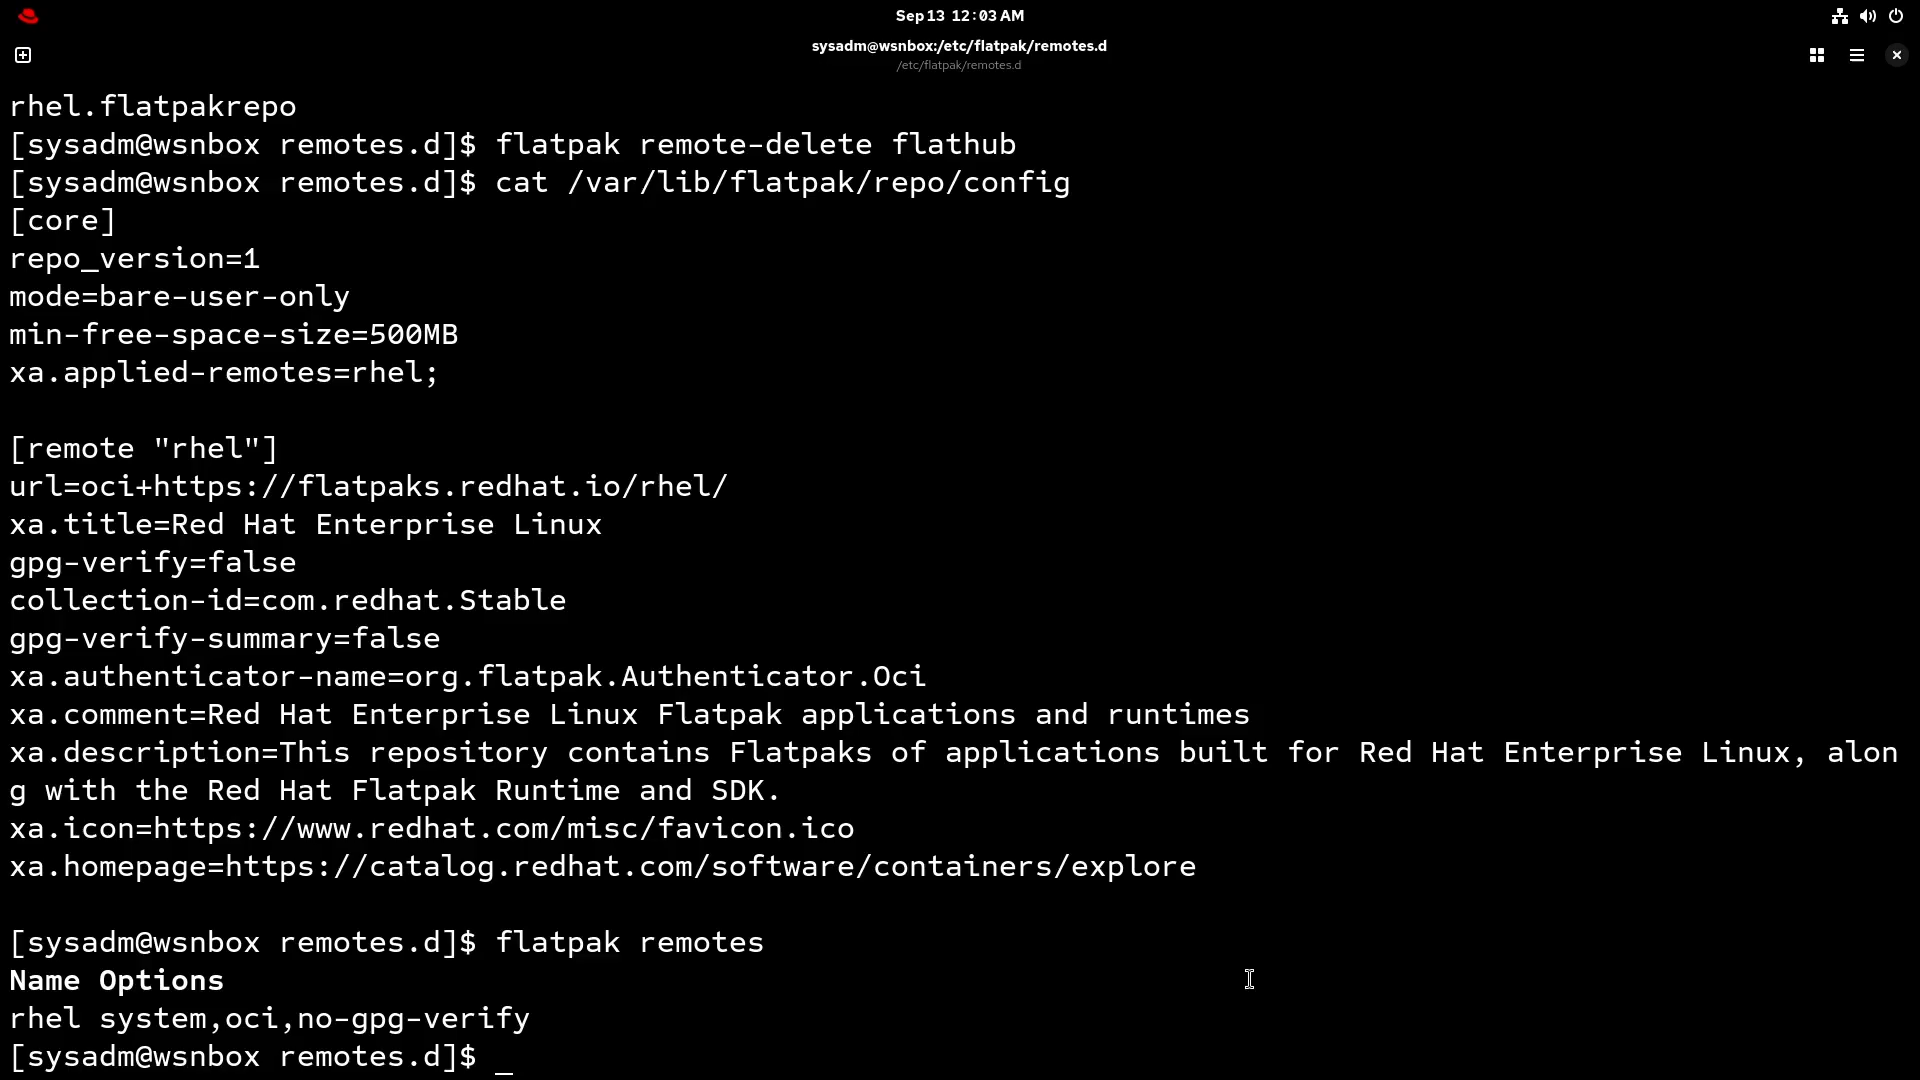 Sep 13 12:03 AM
sysadm@wsnbox:/etc/flatpak/remotes.d
/etc/flatpak/remotes.d
rhel.flatpakrepo
[sysadm@wsnbox remotes.d]$ flatpak remote-delete flathub
[sysadm@wsnbox remotes.d]$ cat /var/lib/flatpak/repo/config
[core]
repo_version=1
mode=bare-user-only
min-free-space-size=500MB
xa.applied-remotes=rhel;
[remote "rhel"]
url=oci+https://flatpaks.redhat.io/rhel/
xa.title=Red Hat Enterprise Linux
gpg-verify=false
collection-id=com.redhat.Stable
gpg-verify-summary=false
xa.authenticator-name=org.flatpak.Authenticator.Oci
xa.comment=Red Hat Enterprise Linux Flatpak applications and runtimes
xa.description=This repository contains Flatpaks of applications built for Red Hat Enterprise Linux, alon
g with the Red Hat Flatpak Runtime and SDK.
xa.icon=https://www.redhat.com/misc/favicon.ico
xa.homepage=https://catalog.redhat.com/software/containers/explore
[sysadm@wsnbox remotes.d]$ flatpak remotes
Name Options
rhel system,oci,no-gpg-verify
[sysadm@wsnbox remotes.d]$ _